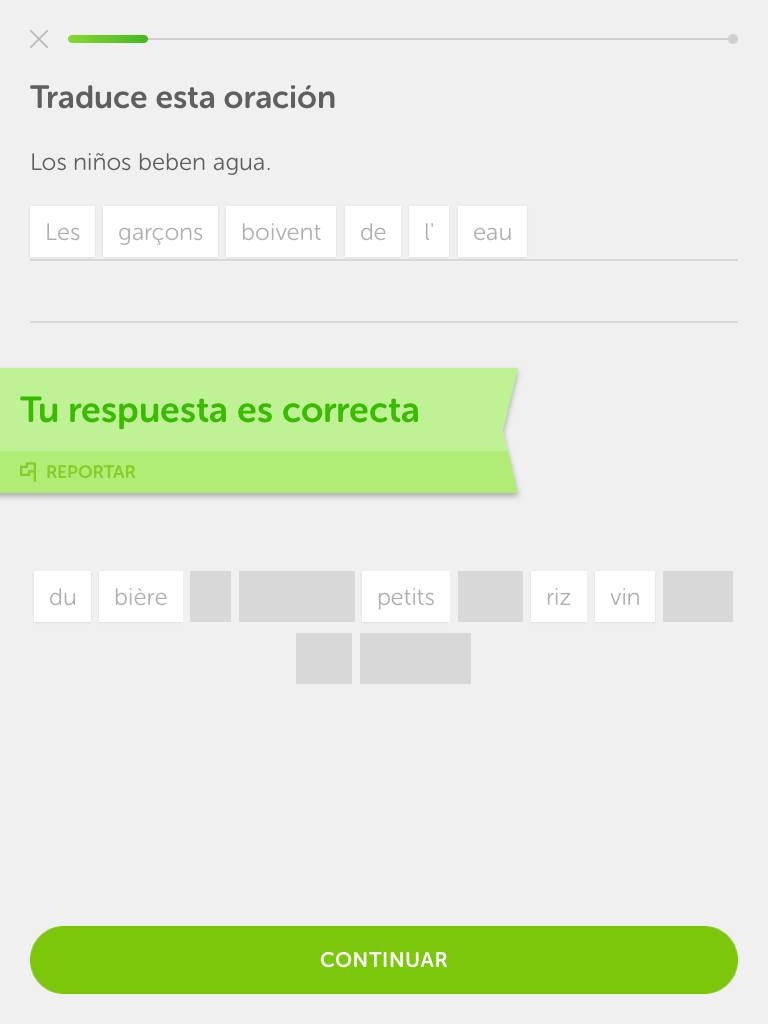 Traduce esta oración
Los niños beben agua.
Les garçons boivent de l' eau
Tu respuesta es correcta
REPORTAR
du bière petits riz vin
CONTINUAR